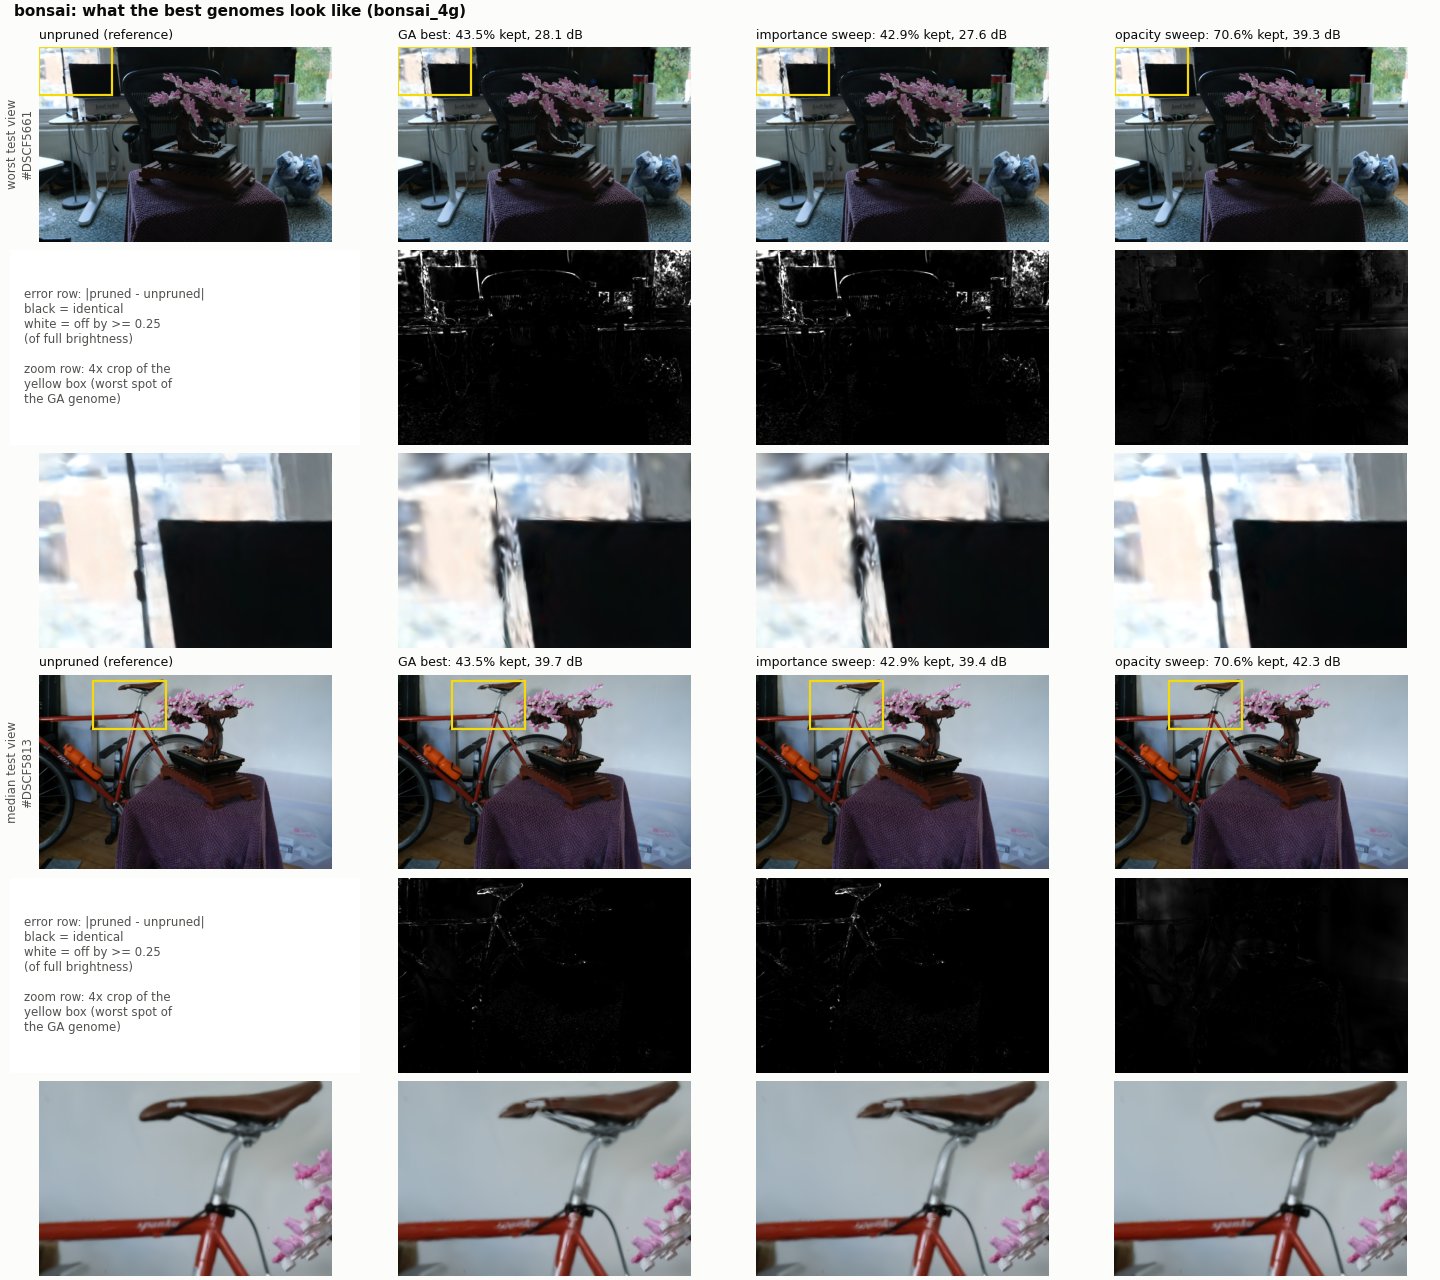 bonsai: what the best genomes look like (bonsai_4g)
unpruned (reference)
GA best: 43.5% kept, 28.1 dB
importance sweep: 42.9% kept, 27.6 dB
opacity sweep: 70.6% kept, 39.3 dB
worst test view
#DSCF5661
error row: |pruned - unpruned|
black = identical
white = off by >= 0.25
(of full brightness)
zoom row: 4x crop of the
yellow box (worst spot of
the GA genome)
unpruned (reference)
GA best: 43.5% kept, 39.7 dB
importance sweep: 42.9% kept, 39.4 dB
opacity sweep: 70.6% kept, 42.3 dB
median test view
#DSCF5813
error row: |pruned - unpruned|
black = identical
white = off by >= 0.25
(of full brightness)
zoom row: 4x crop of the
yellow box (worst spot of
the GA genome)